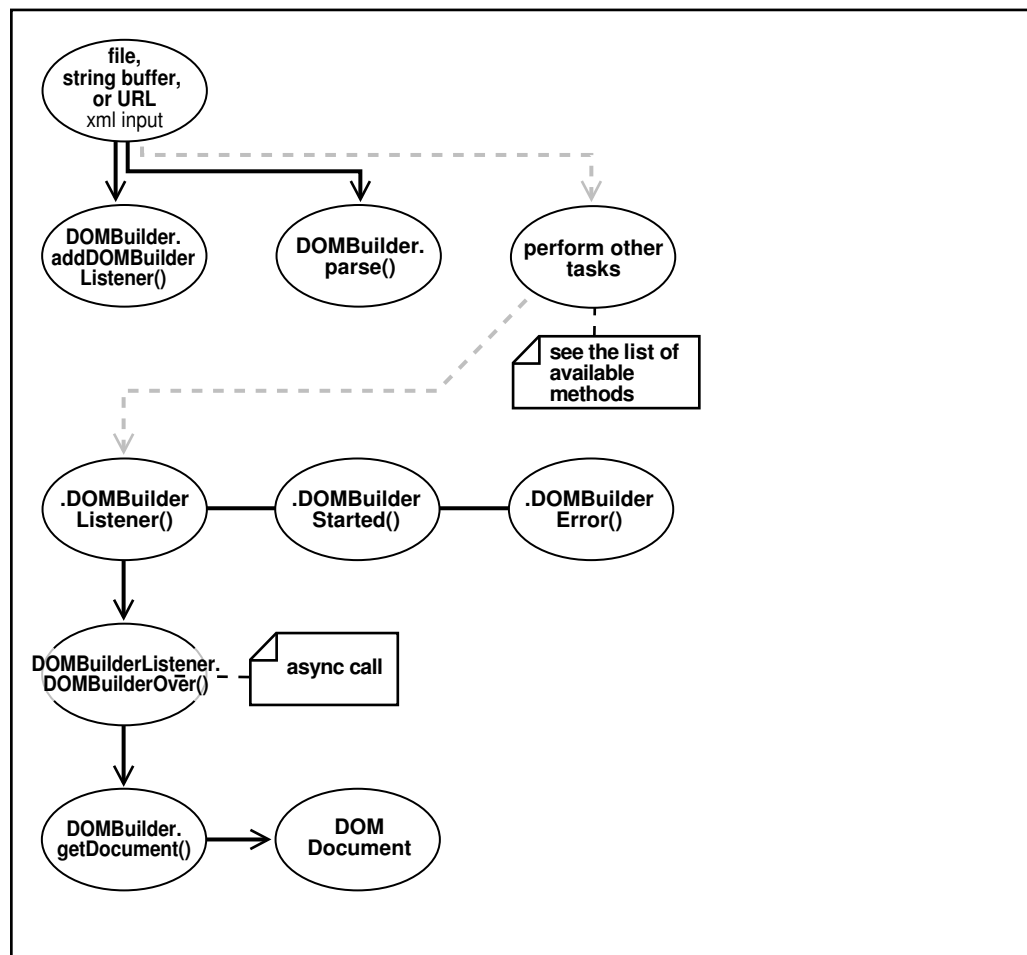 file,
string buffer,
or URL
xml input
DOMBuilder.
addDOMBuilder
Listener()
DOMBuilder.
parse()
perform other
tasks
see the list of
available
methods
.DOMBuilder
Listener()
.DOMBuilder
Started()
.DOMBuilder
Error()
DOMBuilderListener.
DOMBuilderOver()
async call
DOMBuilder.
getDocument()
DOM
Document